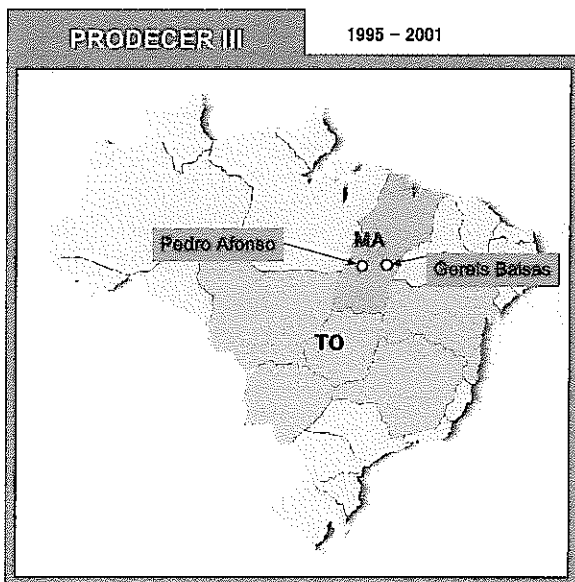 PRODECER III
1995 – 2001
MA
Pedro Afonso
Gerais Balsas
TO